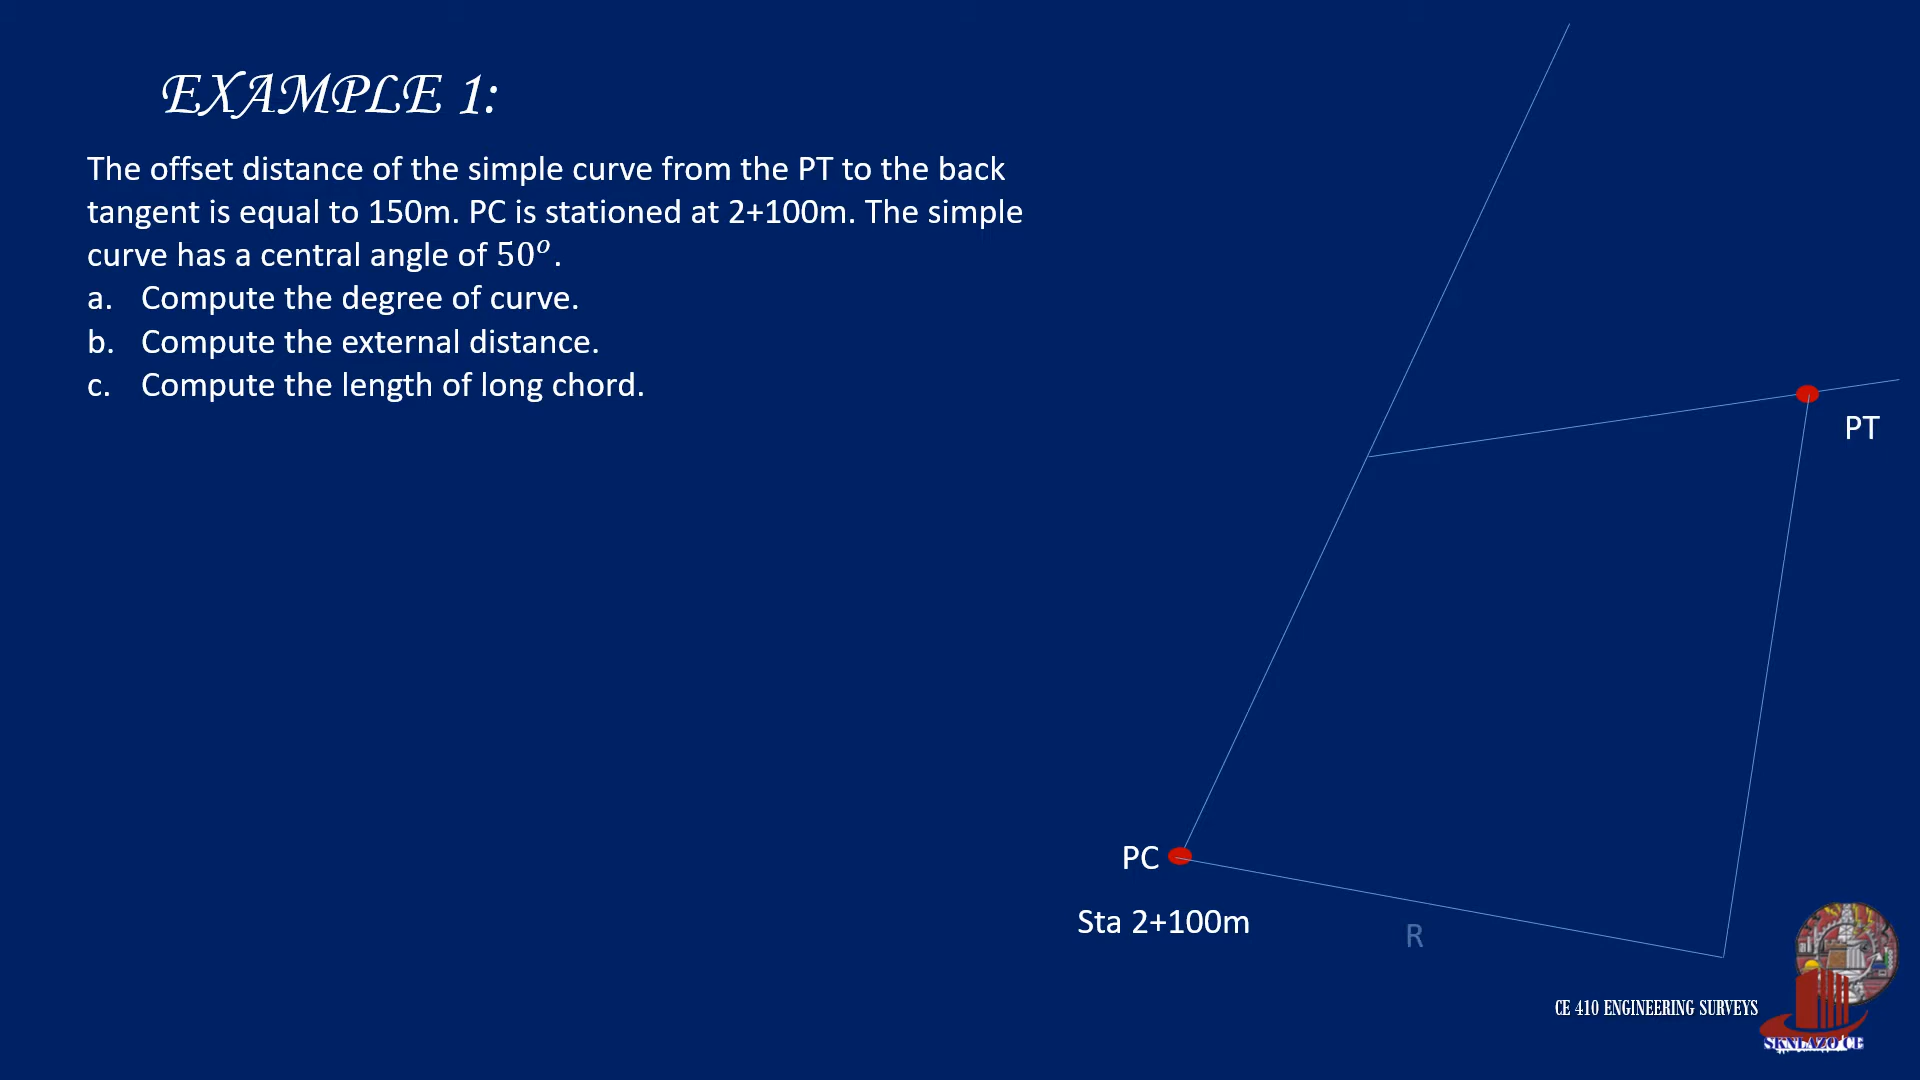 EXAMPLE 1:
The offset distance of the simple curve from the PT to the back
tangent is equal to 150m. PC is stationed at 2+100m. The simple
curve has a central angle of 50°.
a. Compute the degree of curve.
b. Compute the external distance.
c. Compute the length of long chord.
PT
PC
Sta 2+100m
R
CE 410 ENGINEERING SURVEYS